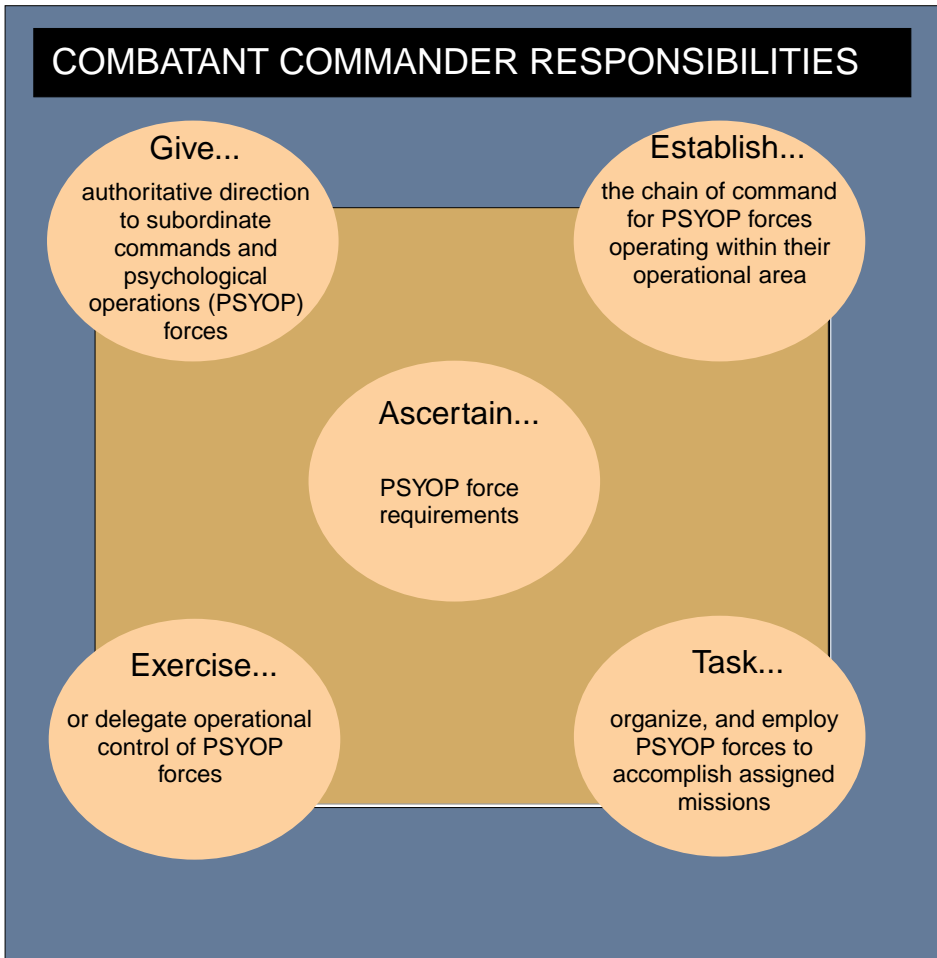 COMBATANT COMMANDER RESPONSIBILITIES
Give...
authoritative direction
to subordinate
commands and
psychological
operations (PSYOP)
forces
Establish...
the chain of command
for PSYOP forces
operating within their
operational area
Ascertain...
PSYOP force
requirements
Exercise...
or delegate operational
control of PSYOP
forces
Task...
organize, and employ
PSYOP forces to
accomplish assigned
missions